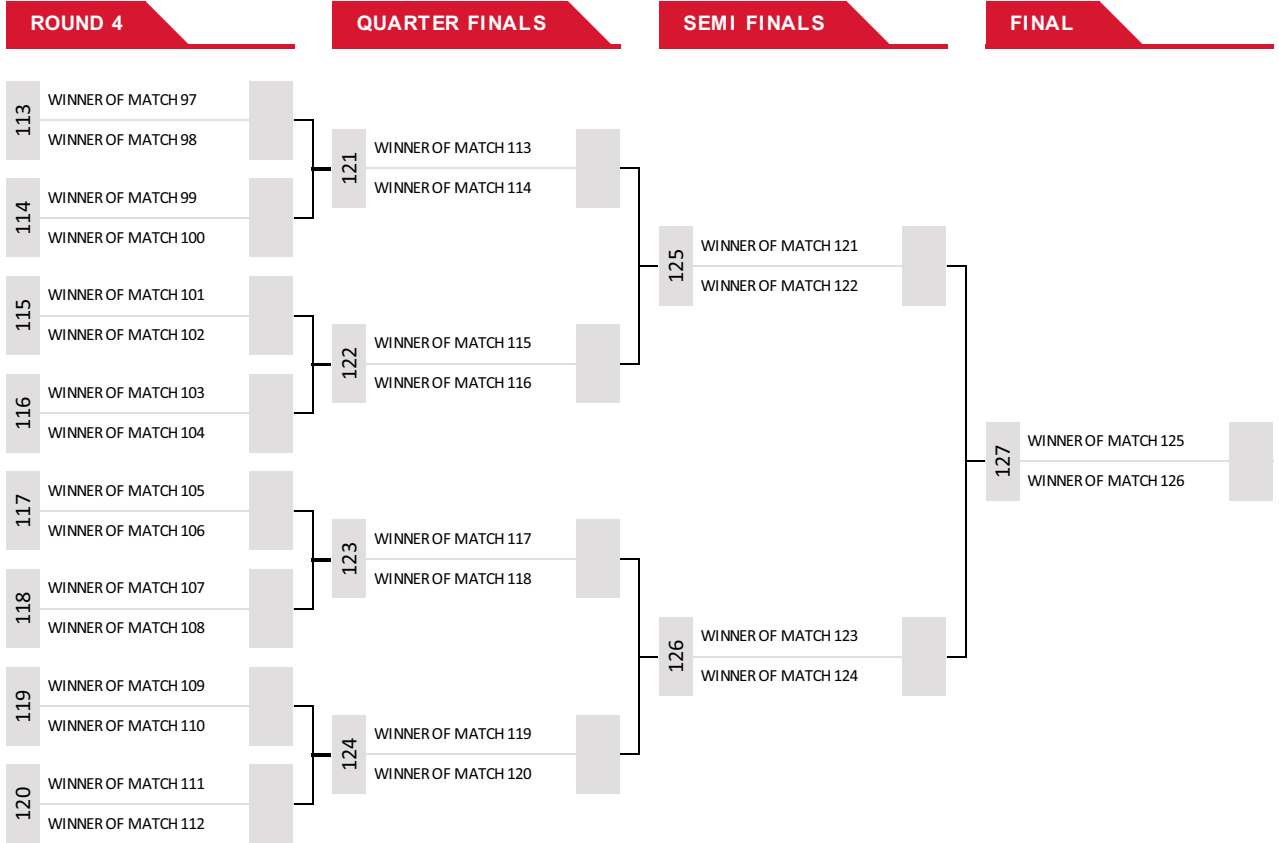 ROUND 4
QUARTER FINALS
SEMI FINALS
FINAL
113
WINNER OF MATCH 97
WINNER OF MATCH 98
114
WINNER OF MATCH 99
WINNER OF MATCH 100
115
WINNER OF MATCH 101
WINNER OF MATCH 102
116
WINNER OF MATCH 103
WINNER OF MATCH 104
117
WINNER OF MATCH 105
WINNER OF MATCH 106
118
WINNER OF MATCH 107
WINNER OF MATCH 108
119
WINNER OF MATCH 109
WINNER OF MATCH 110
120
WINNER OF MATCH 111
WINNER OF MATCH 112
121
WINNER OF MATCH 113
WINNER OF MATCH 114
122
WINNER OF MATCH 115
WINNER OF MATCH 116
123
WINNER OF MATCH 117
WINNER OF MATCH 118
124
WINNER OF MATCH 119
WINNER OF MATCH 120
125
WINNER OF MATCH 121
WINNER OF MATCH 122
126
WINNER OF MATCH 123
WINNER OF MATCH 124
127
WINNER OF MATCH 125
WINNER OF MATCH 126